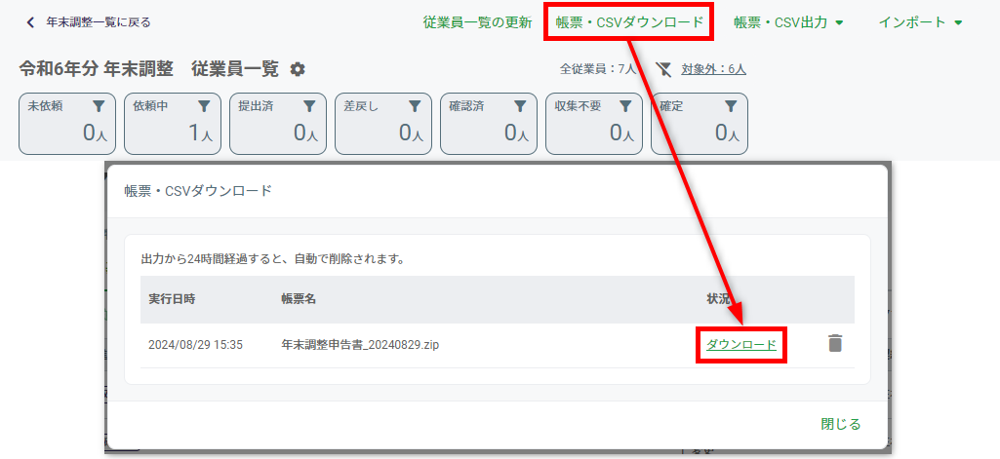 年末調整一覧に戻る 従業員一覧の更新 帳票・CSVダウンロード 帳票・CSV出力 インポート
令和6年分 年末調整 従業員一覧 全従業員：7人 対象外：6人
未依頼 依頼中 提出済 差戻し 確認済 収集不要 確定
0人 1人 0人 0人 0人 0人 0人
帳票・CSVダウンロード
出力から24時間経過すると、自動で削除されます。
実行日時 帳票名 状況
2024/08/29 15:35 年末調整申告書_20240829.zip ダウンロード
閉じる